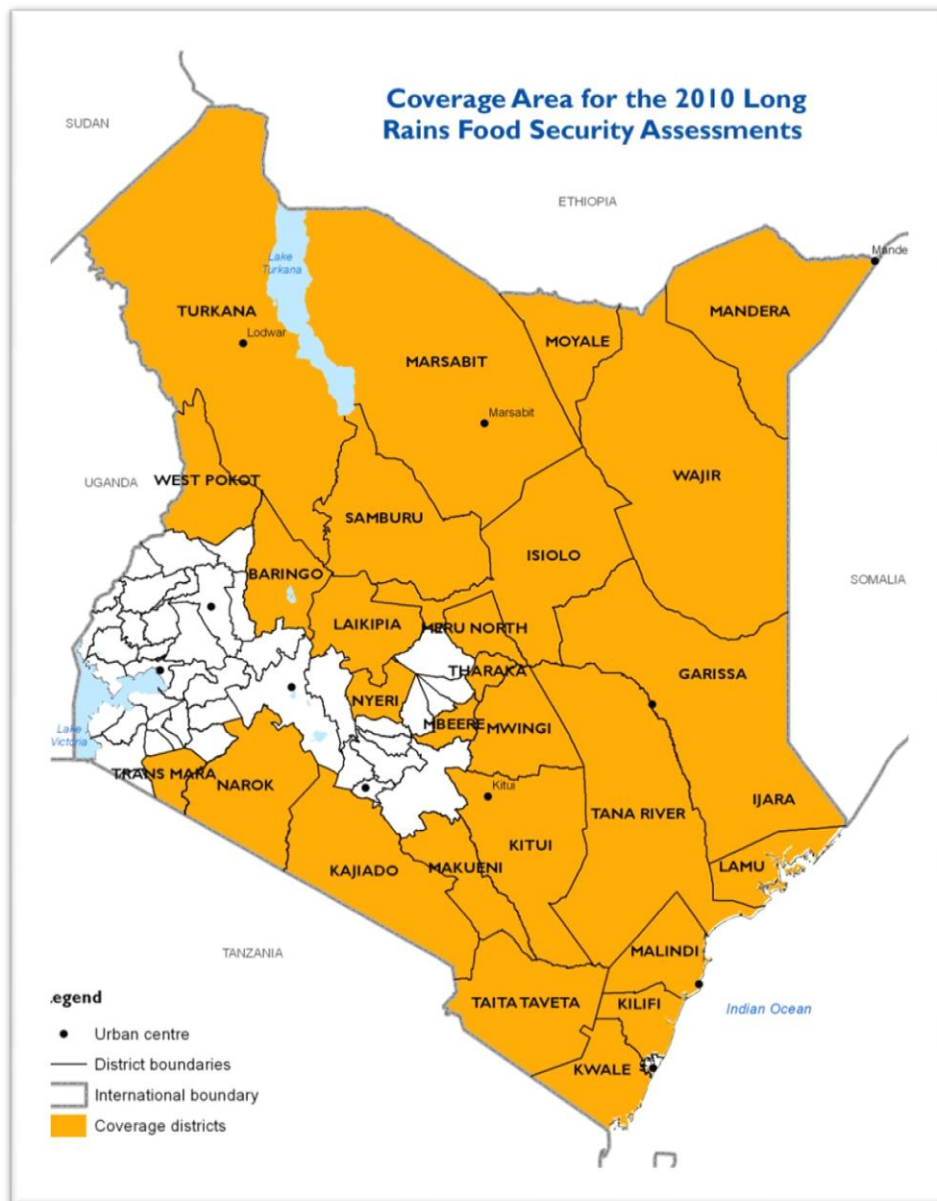 Coverage Area for the 2010 Long
Rains Food Security Assessments
SUDAN
ETHIOPIA
Lake
Turkana
Mande
MANDERA
TURKANA
Lodwar
MOYALE
MARSABIT
Marsabit
UGANDA
WEST POKOT
WAJIR
SAMBURU
ISIOLO
BARINGO
SOMALIA
LAIKIPIA
MERU NORTH
THARAKA
GARISSA
NYERI
MBEERE
MWINGI
Lake
Victoria
TRANS MARA
NAROK
Kitui
TANA RIVER
IJARA
KITUI
KAJIADO
MAKUENI
LAMU
TANZANIA
MALINDI
TAITA TAVETA
KILIFI
Indian Ocean
KWALE
egend
Urban centre
District boundaries
International boundary
Coverage districts